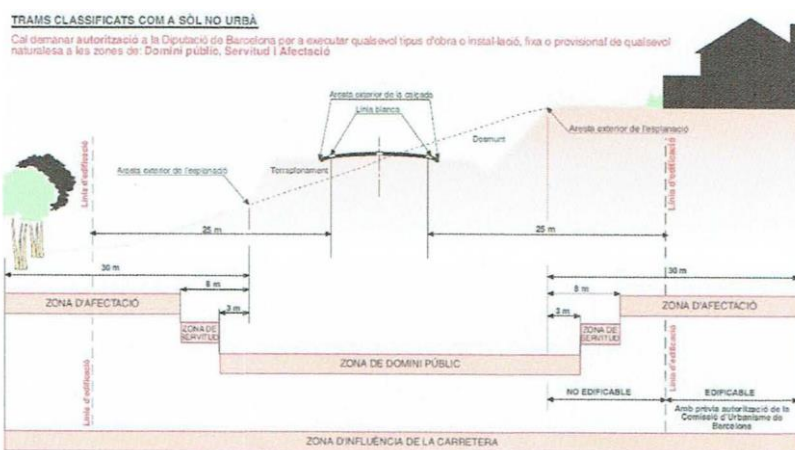 TRAMS CLASSIFICATS COM A SÒL NO URBÀ
Cal demanar autorització a la Diputació de Barcelona per a executar qualsevol tipus d'obra o instal·lació, fixa o provisional de qualsevol
naturalesa a les zones de: Domini públic, Servitud i Afectació
Aresta exterior de la calçada
Línia blanca
Desmunt
Aresta exterior de l'esplanació
Línia d'edificació
Línia d'edificació
Aresta exterior de l'esplanació
Terraplenament
25 m
25 m
30 m
30 m
8 m
8 m
3 m
3 m
ZONA D'AFECTACIÓ
ZONA D'AFECTACIÓ
ZONA DE
SERVITUD
ZONA DE
SERVITUD
ZONA DE DOMINI PÚBLIC
Línia d'edificació
Línia d'edificació
NO EDIFICABLE
EDIFICABLE
Amb prèvia autorització de la
Comissió d'Urbanisme de
Barcelona
ZONA D'INFLUÈNCIA DE LA CARRETERA